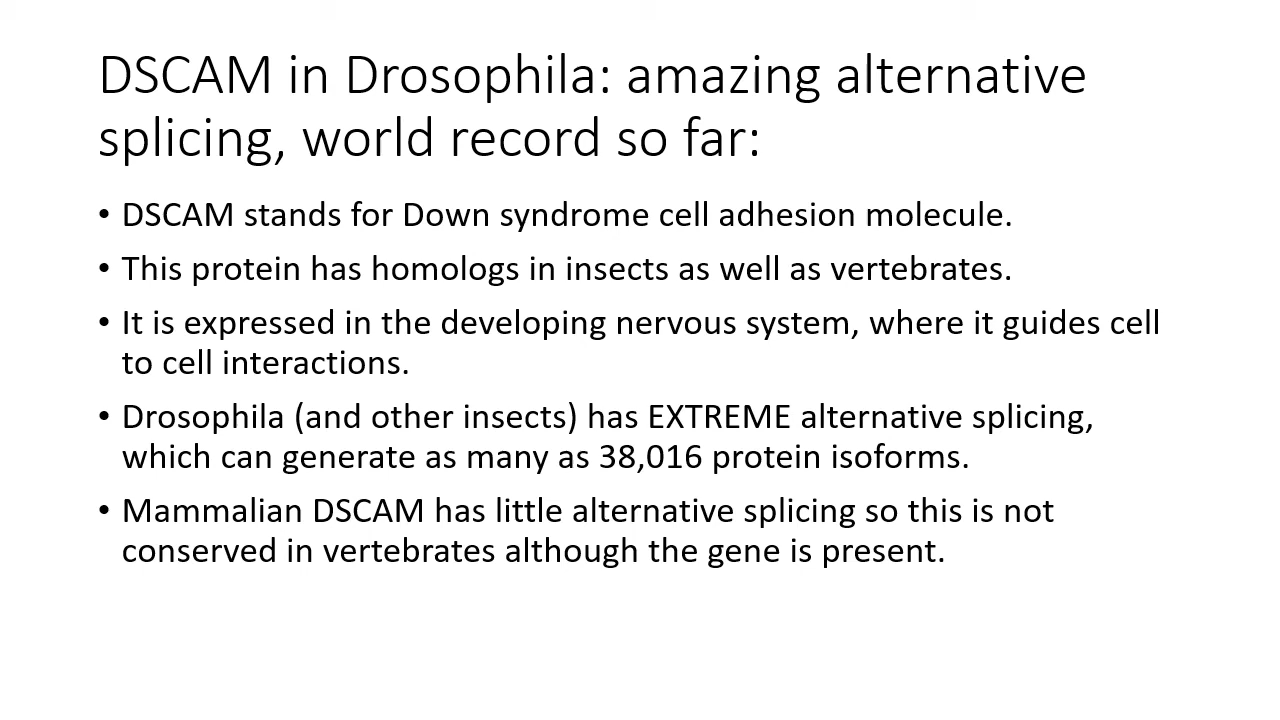 DSCAM in Drosophila: amazing alternative
splicing, world record so far:
• DSCAM stands for Down syndrome cell adhesion molecule.
• This protein has homologs in insects as well as vertebrates.
• It is expressed in the developing nervous system, where it guides cell
to cell interactions.
• Drosophila (and other insects) has EXTREME alternative splicing,
which can generate as many as 38,016 protein isoforms.
• Mammalian DSCAM has little alternative splicing so this is not
conserved in vertebrates although the gene is present.